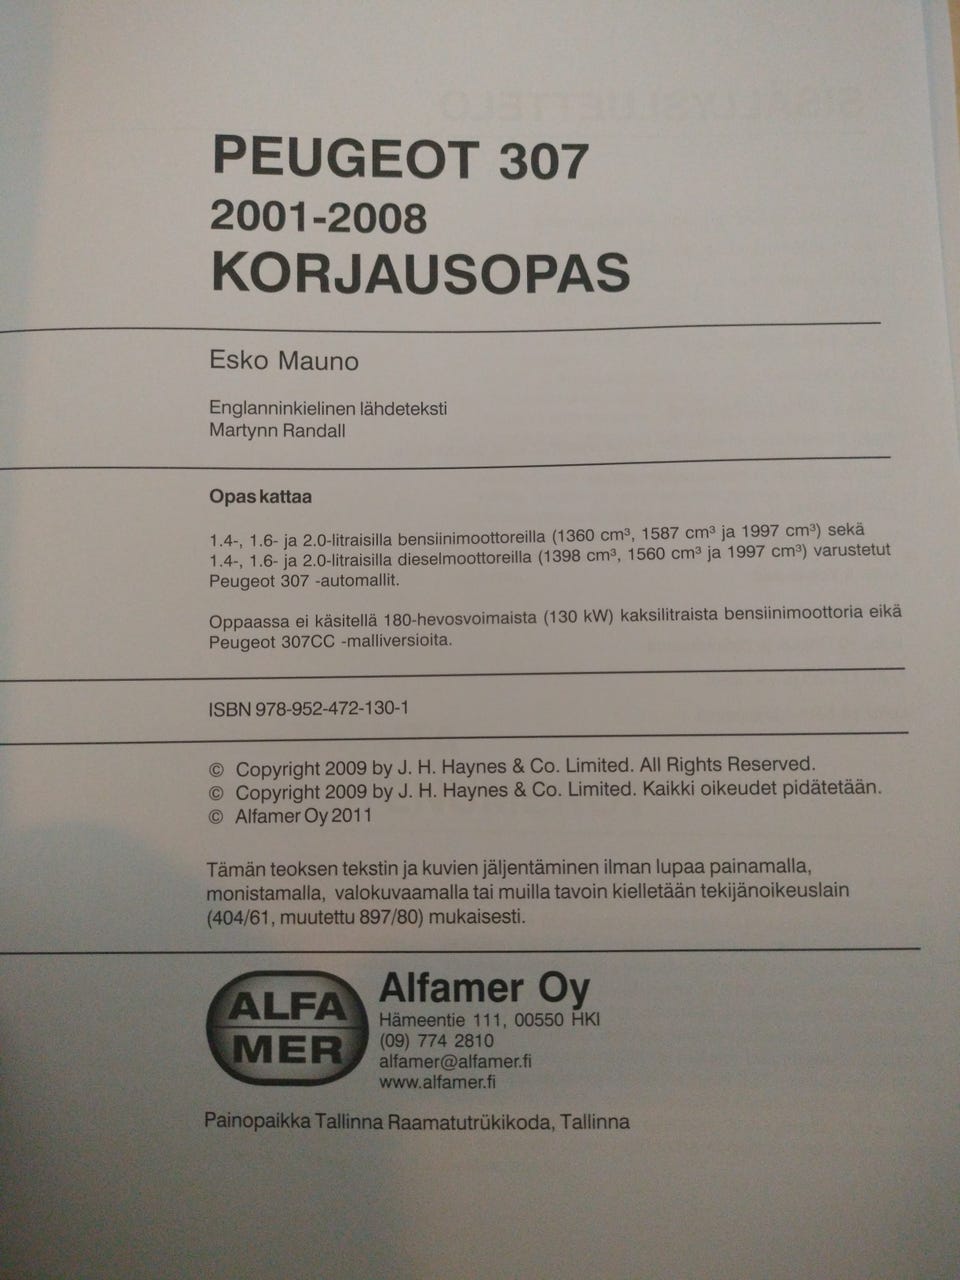 PEUGEOT 307
2001-2008
KORJAUSOPAS
Esko Mauno
Englanninkielinen lähdeteksti
Martynn Randall
Opas kattaa
1.4-, 1.6- ja 2.0-litraisilla bensiinimoottoreilla (1360 cm³, 1587 cm³ ja 1997 cm³) sekä
1.4-, 1.6- ja 2.0-litraisilla dieselmoottoreilla (1398 cm³, 1560 cm³ ja 1997 cm³) varustetut
Peugeot 307 -automallit.
Oppaassa ei käsitellä 180-hevosvoimaista (130 kW) kaksilitraista bensiinimoottoria eikä
Peugeot 307CC -malliversioita.
ISBN 978-952-472-130-1
© Copyright 2009 by J. H. Haynes & Co. Limited. All Rights Reserved.
© Copyright 2009 by J. H. Haynes & Co. Limited. Kaikki oikeudet pidätetään.
© Alfamer Oy 2011
Tämän teoksen tekstin ja kuvien jäljentäminen ilman lupaa painamalla,
monistamalla, valokuvaamalla tai muilla tavoin kielletään tekijänoikeuslain
(404/61, muutettu 897/80) mukaisesti.
ALFA
MER
Alfamer Oy
Hämeentie 111, 00550 HKI
(09) 774 2810
alfamer@alfamer.fi
www.alfamer.fi
Painopaikka Tallinna Raamatutrükikoda, Tallinna